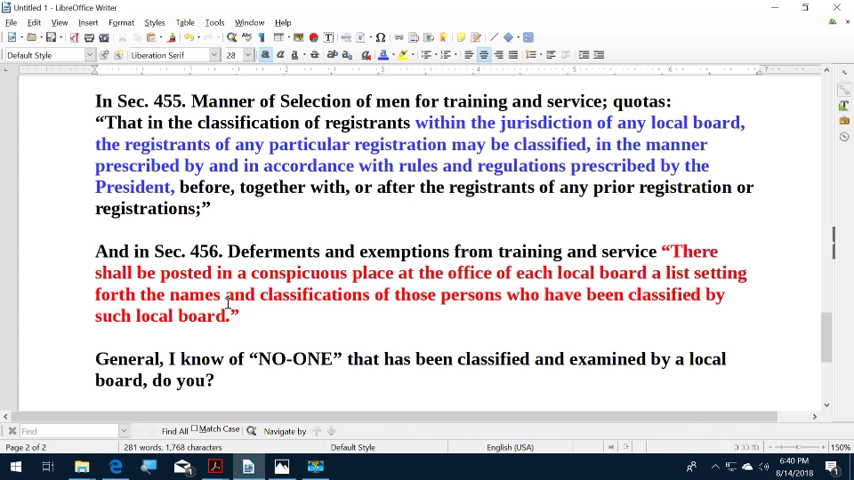 Untitled 1 - LibreOffice Writer
File Edit View Insert Format Styles Table Tools Window Help
Default Style Liberation Serif 28
In Sec. 455. Manner of Selection of men for training and service; quotas:
“That in the classification of registrants within the jurisdiction of any local board,
the registrants of any particular registration may be classified, in the manner
prescribed by and in accordance with rules and regulations prescribed by the
President, before, together with, or after the registrants of any prior registration or
registrations;”
And in Sec. 456. Deferments and exemptions from training and service “There
shall be posted in a conspicuous place at the office of each local board a list setting
forth the names and classifications of those persons who have been classified by
such local board.”
General, I know of “NO-ONE” that has been classified and examined by a local
board, do you?
Find Find All Match Case Navigate by
Page 2 of 2 281 words, 1,768 characters Default Style English (USA) 150%
6:40 PM
8/14/2018